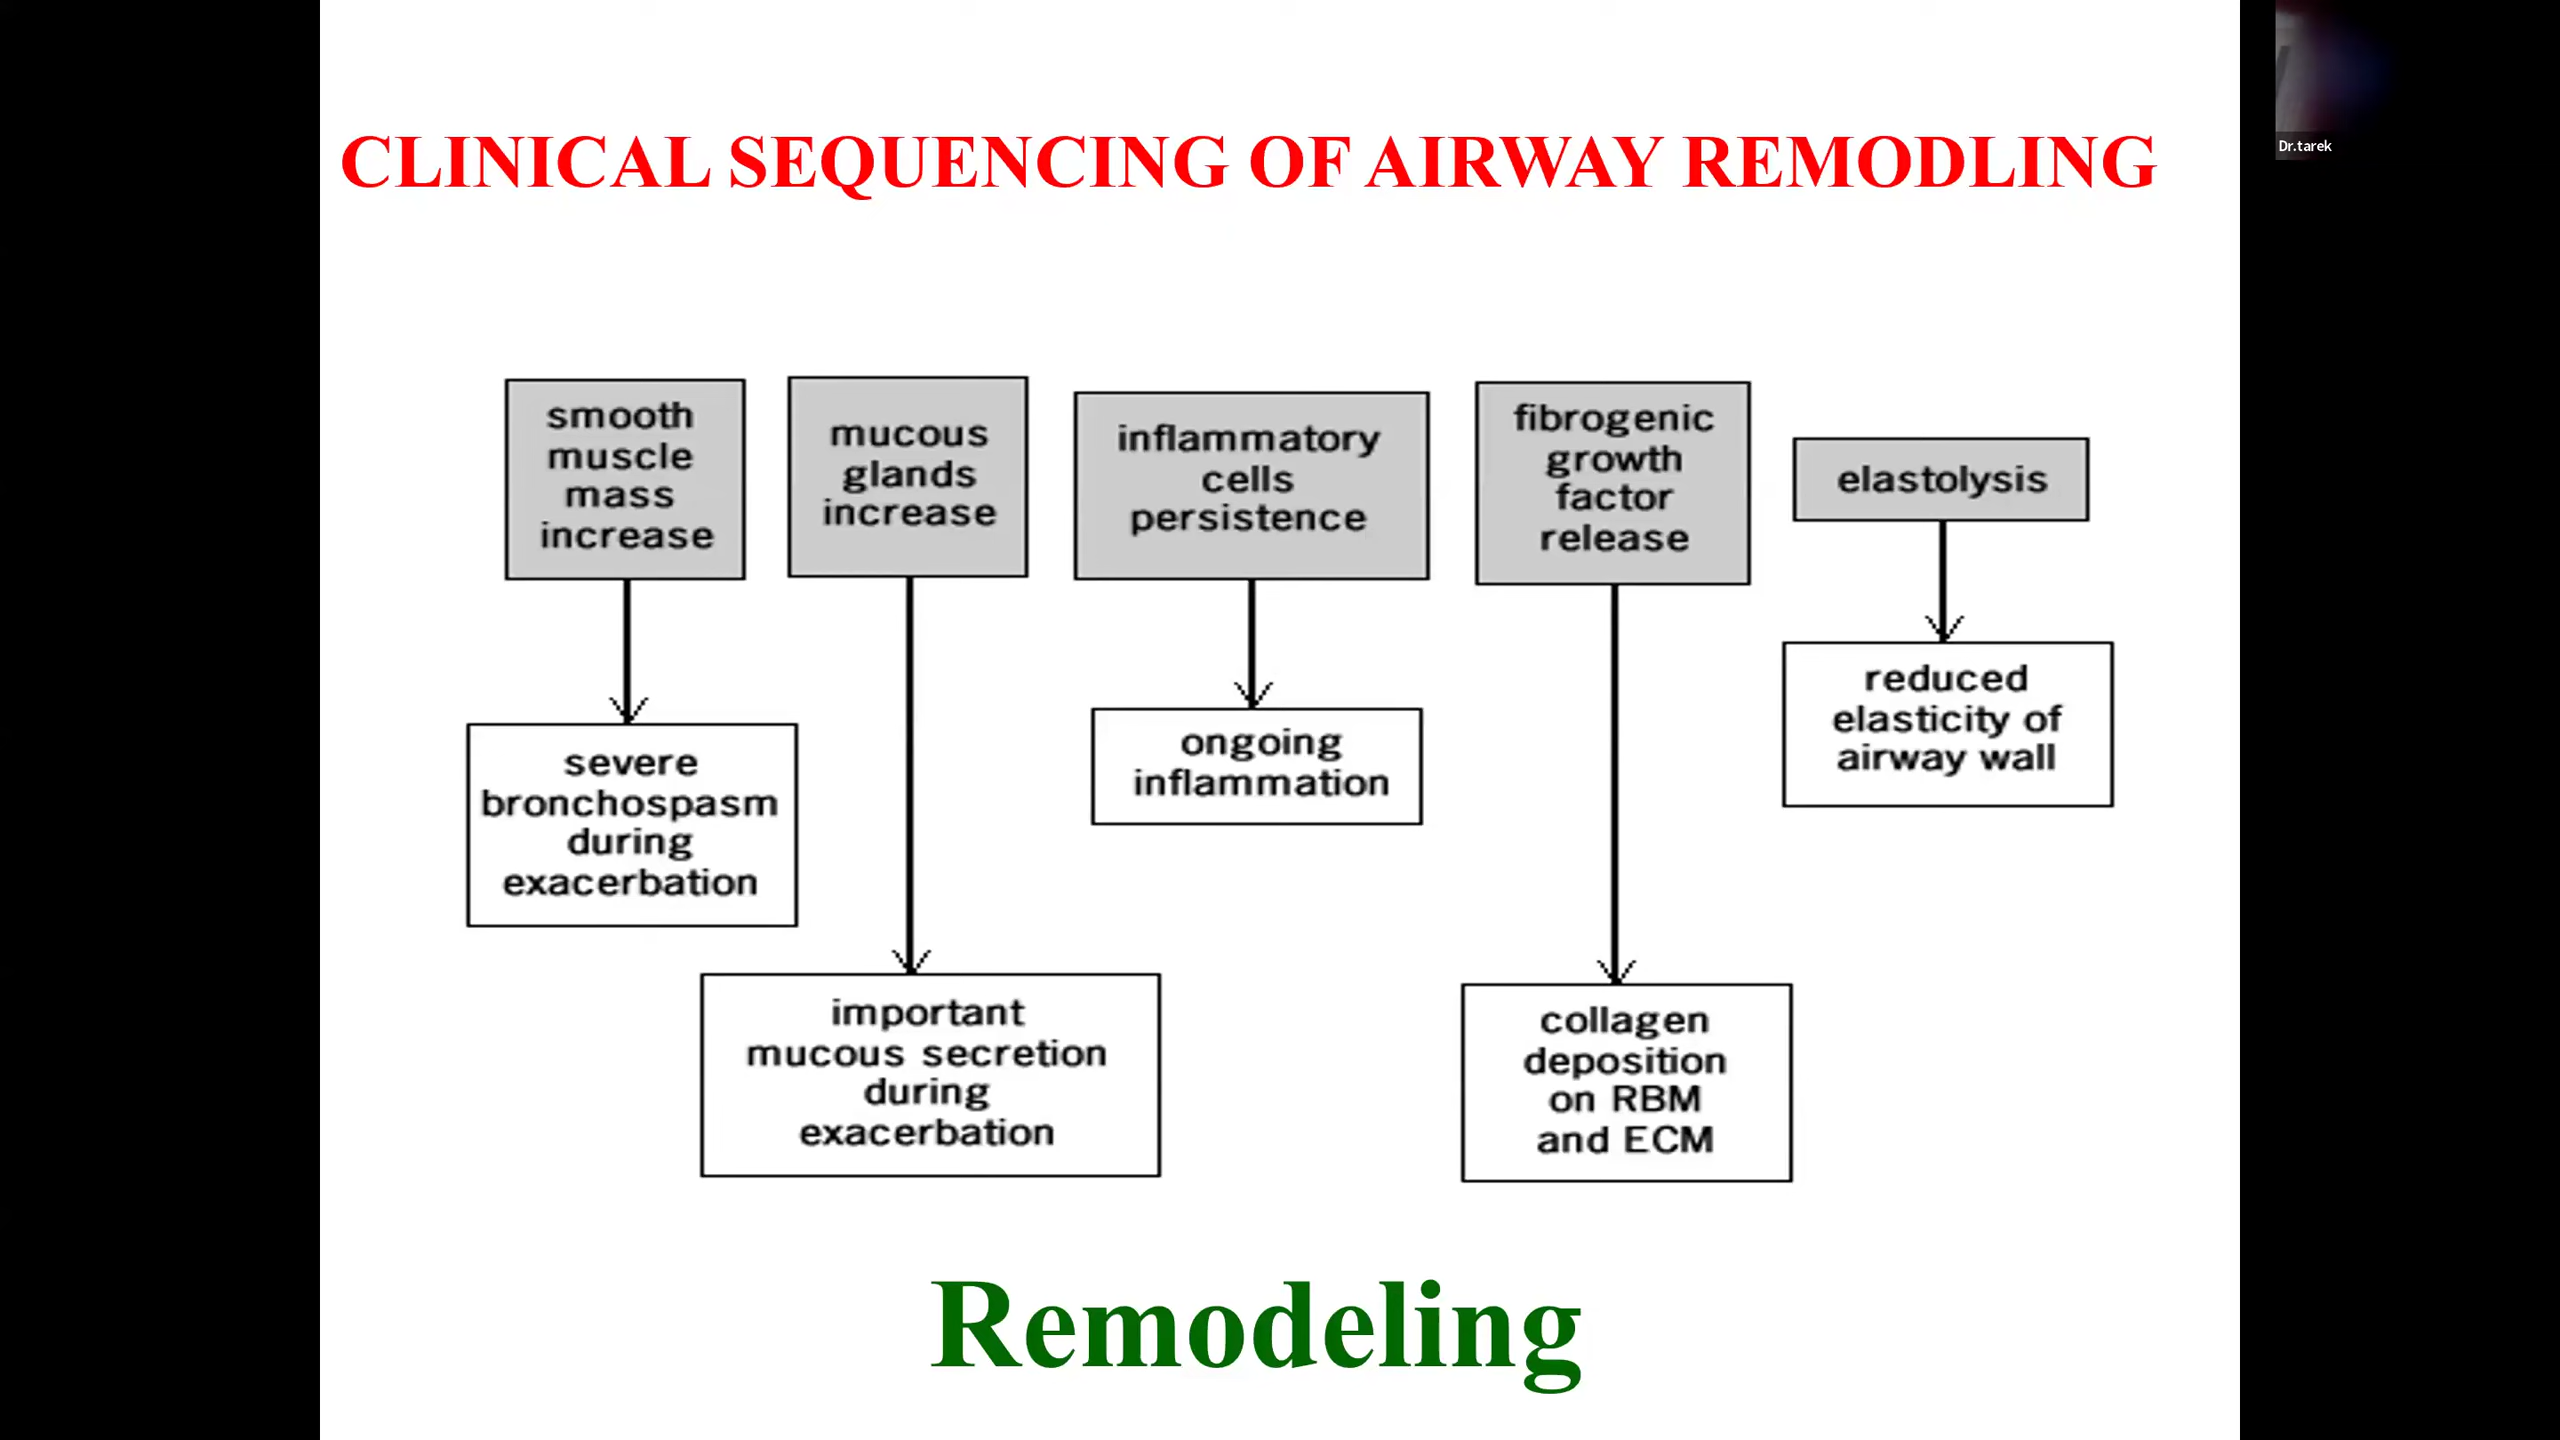 CLINICAL SEQUENCING OF AIRWAY REMODLING
Dr.tarek
smooth
muscle
mass
increase
mucous
glands
increase
inflammatory
cells
persistence
fibrogenic
growth
factor
release
elastolysis
severe
bronchospasm
during
exacerbation
important
mucous secretion
during
exacerbation
ongoing
inflammation
collagen
deposition
on RBM
and ECM
reduced
elasticity of
airway wall
Remodeling